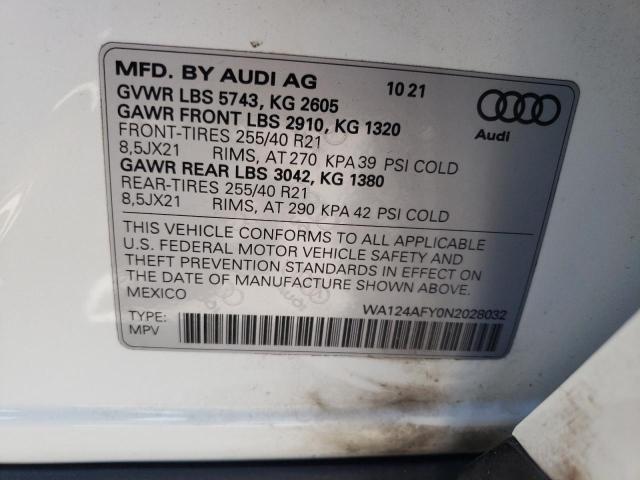 MFD. BY AUDI AG 10 21
GVWR LBS 5743, KG 2605
GAWR FRONT LBS 2910, KG 1320
FRONT-TIRES 255/40 R21
8,5JX21 RIMS, AT 270 KPA 39 PSI COLD
GAWR REAR LBS 3042, KG 1380
REAR-TIRES 255/40 R21
8,5JX21 RIMS, AT 290 KPA 42 PSI COLD
Audi
THIS VEHICLE CONFORMS TO ALL APPLICABLE
U.S. FEDERAL MOTOR VEHICLE SAFETY AND
THEFT PREVENTION STANDARDS IN EFFECT ON
THE DATE OF MANUFACTURE SHOWN ABOVE.
MEXICO
WA124AFY0N2028032
TYPE:
MPV